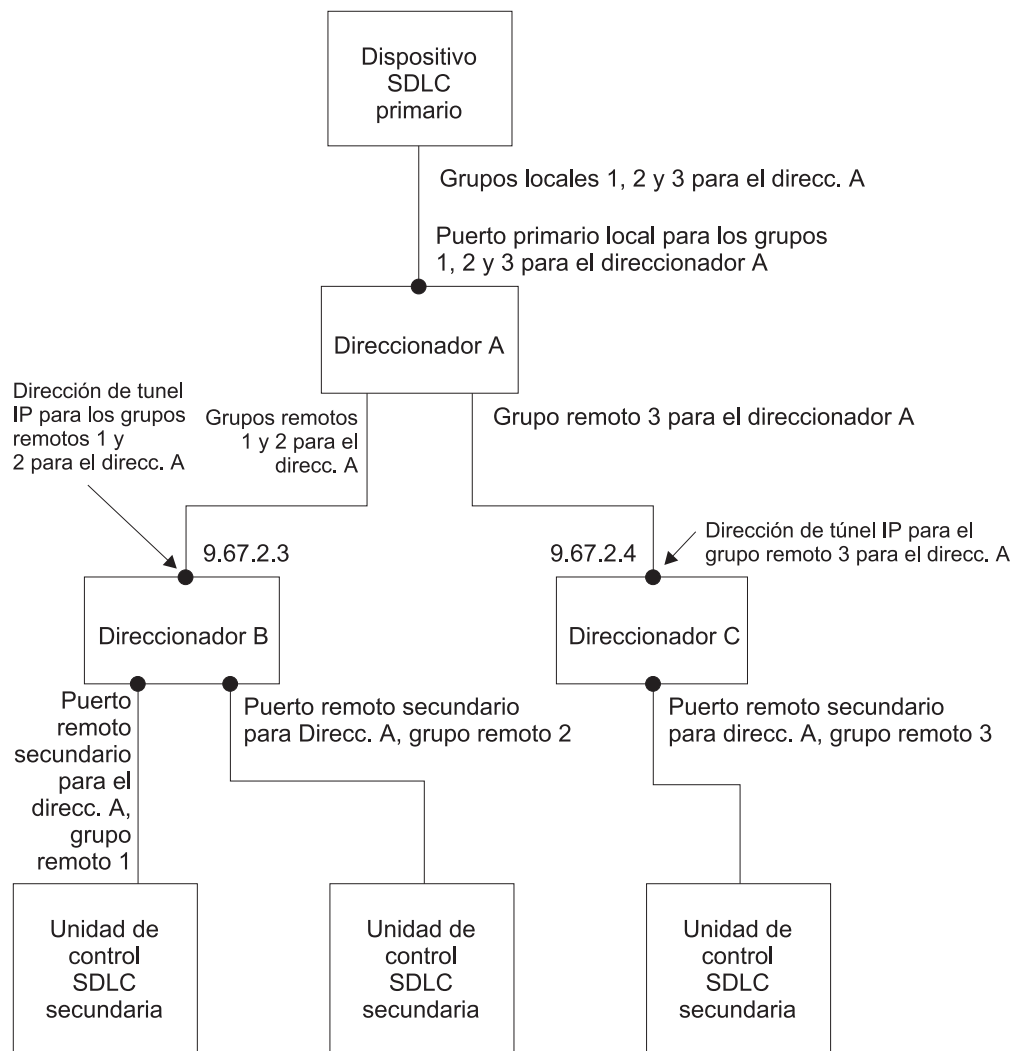 Dispositivo
SDLC
primario
Grupos locales 1, 2 y 3 para el direcc. A
Puerto primario local para los grupos
1, 2 y 3 para el direccionador A
Direccionador A
Dirección de tunel
IP para los grupos
remotos 1 y
2 para el direcc. A
Grupos remotos
1 y 2 para el
direcc. A
Grupo remoto 3 para el direccionador A
9.67.2.3
9.67.2.4
Dirección de túnel IP para el
grupo remoto 3 para el direcc. A
Direccionador B
Direccionador C
Puerto
remoto
secundario
para el
direcc. A,
grupo
remoto 1
Puerto remoto secundario
para Direcc. A, grupo remoto 2
Puerto remoto secundario
para direcc. A, grupo remoto 3
Unidad de
control
SDLC
secundaria
Unidad de
control
SDLC
secundaria
Unidad de
control
SDLC
secundaria